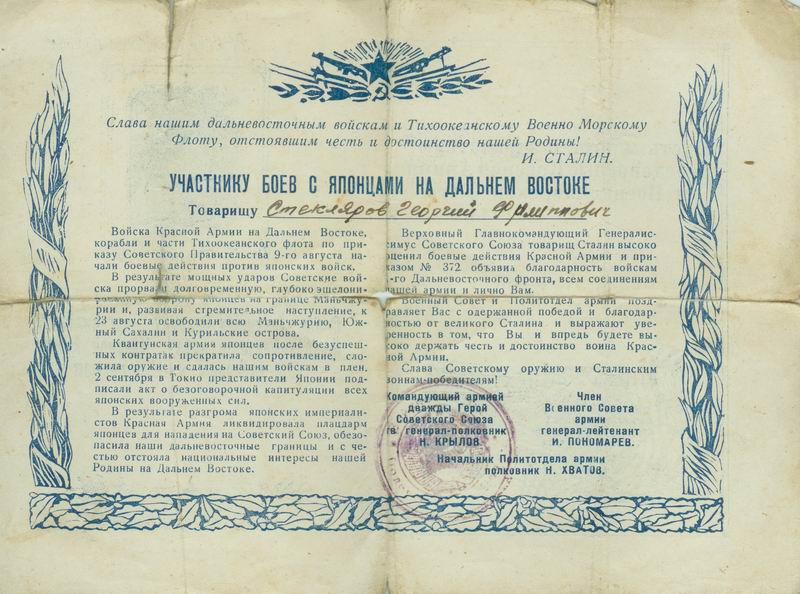 Слава нашим дальневосточным войскам и Тихоокеанскому Военно Морскому
Флоту, отстоявшим честь и достоинство нашей Родины!
И. СТАЛИН.
УЧАСТНИКУ БОЕВ С ЯПОНЦАМИ НА ДАЛЬНЕМ ВОСТОКЕ
Товарищу Стекляров Георгий Филиппович
Войска Красной Армии на Дальнем Востоке,
корабли и части Тихоокеанского флота по при-
казу Советского Правительства 9-го августа на-
чали боевые действия против японских войск.
В результате мощных ударов Советские вой-
ска прорвали долговременную, глубоко эшелони-
рованную оборону японцев на границе Маньчжу-
рии и, развивая стремительное наступление, к
23 августа освободили всю Маньчжурию, Юж-
ный Сахалин и Курильские острова.
Квантунская армия японцев после безуспеш-
ных контратак прекратила сопротивление, сло-
жила оружие и сдалась нашим войскам в плен.
2 сентября в Токио представители Японии под-
писали акт о безоговорочной капитуляции всех
японских вооруженных сил.
В результате разгрома японских империали-
стов Красная Армия ликвидировала плацдарм
японцев для нападения на Советский Союз, обезо-
пасила наши дальневосточные границы и с че-
стью отстояла национальные интересы нашей
Родины на Дальнем Востоке.
Верховный Главнокомандующий Генералис-
симус Советского Союза товарищ Сталин высоко
оценил боевые действия Красной Армии и при-
казом № 372 объявил благодарность войскам
1-го Дальневосточного фронта, всем соединениям
нашей армии и лично Вам.
Военный Совет и Политотдел армии позд-
равляет Вас с одержанной победой и благодар-
ностью от великого Сталина и выражают уве-
ренность в том, что Вы и впредь будете вы-
соко держать честь и достоинство воина Крас-
ной Армии.
Слава Советскому оружию и Сталинским
воинам-победителям!
Командующий армией
дважды Герой
Советского Союза
генерал-полковник
Н. КРЫЛОВ.
Член
Военного Совета
армии
генерал-лейтенант
И. ПОНОМАРЕВ.
Начальник Политотдела армии
полковник Н. ХВАТОВ.